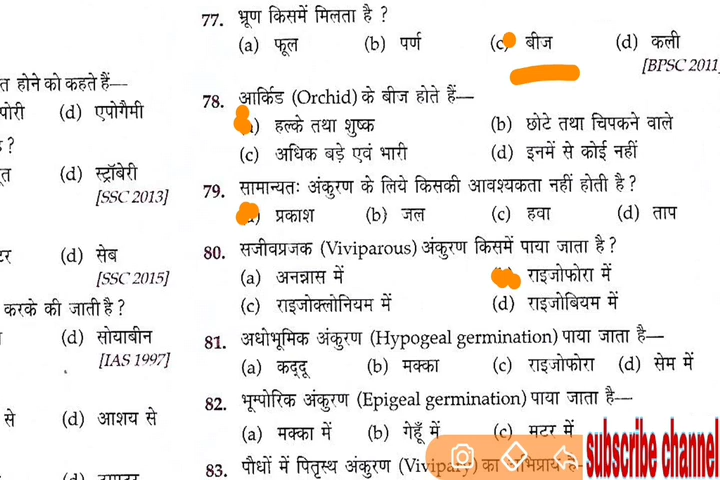 त होने को कहते हैं—
पोरी (d) एपोगैमी
?
(d) स्ट्रॉबेरी
[SSC 2013]
टर (d) सेब
[SSC 2015]
करके की जाती है ?
(d) सोयाबीन
[IAS 1997]
से (d) आशय से
77. भ्रूण किसमें मिलता है ?
(a) फूल (b) पर्ण (c) बीज (d) कली
[BPSC 2011]
78. आर्किड (Orchid) के बीज होते हैं—
हल्के तथा शुष्क (b) छोटे तथा चिपकने वाले
(c) अधिक बड़े एवं भारी (d) इनमें से कोई नहीं
79. सामान्यतः अंकुरण के लिये किसकी आवश्यकता नहीं होती है ?
प्रकाश (b) जल (c) हवा (d) ताप
80. सजीवप्रजक (Viviparous) अंकुरण किसमें पाया जाता है ?
(a) अनन्नास में राइजोफोरा में
(c) राइजोक्लोनियम में (d) राइजोबियम में
81. अधोभूमिक अंकुरण (Hypogeal germination) पाया जाता है—
(a) कद्दू (b) मक्का (c) राइजोफोरा (d) सेम में
82. भूम्पोरिक अंकुरण (Epigeal germination) पाया जाता है—
(a) मक्का में (b) गेहूँ में (c) मटर में
83. पौधों में पितृस्थ अंकुरण (Vivipary) का अभिप्राय है-
subscribe channel